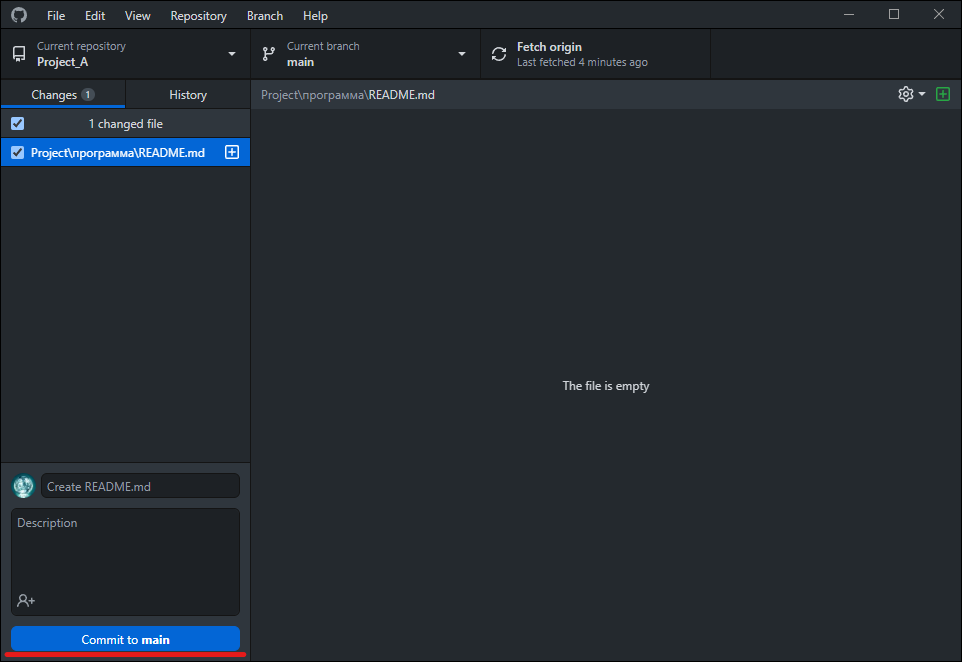 File Edit View Repository Branch Help
Current repository
Project_A
Current branch
main
Fetch origin
Last fetched 4 minutes ago
Changes 1
History
Project\программа\README.md
1 changed file
Project\программа\README.md
The file is empty
Create README.md
Description
Commit to main